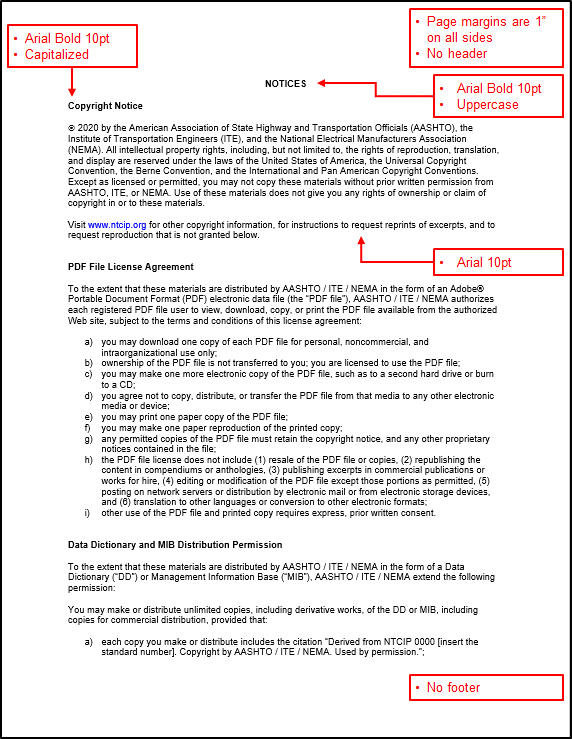 • Arial Bold 10pt
• Capitalized
• Page margins are 1”
on all sides
• No header
• Arial Bold 10pt
• Uppercase
NOTICES
Copyright Notice
® 2020 by the American Association of State Highway and Transportation Officials (AASHTO), the
Institute of Transportation Engineers (ITE), and the National Electrical Manufacturers Association
(NEMA). All intellectual property rights, including, but not limited to, the rights of reproduction, translation,
and display are reserved under the laws of the United States of America, the Universal Copyright
Convention, the Berne Convention, and the International and Pan American Copyright Conventions.
Except as licensed or permitted, you may not copy these materials without prior written permission from
AASHTO, ITE, or NEMA. Use of these materials does not give you any rights of ownership or claim of
copyright in or to these materials.
Visit www.ntcip.org for other copyright information, for instructions to request reprints of excerpts, and to
request reproduction that is not granted below.
• Arial 10pt
PDF File License Agreement
To the extent that these materials are distributed by AASHTO / ITE / NEMA in the form of an Adobe®
Portable Document Format (PDF) electronic data file (the “PDF file”), AASHTO / ITE / NEMA authorizes
each registered PDF file user to view, download, copy, or print the PDF file available from the authorized
Web site, subject to the terms and conditions of this license agreement:
a) you may download one copy of each PDF file for personal, noncommercial, and
intraorganizational use only;
b) ownership of the PDF file is not transferred to you; you are licensed to use the PDF file;
c) you may make one more electronic copy of the PDF file, such as to a second hard drive or burn
to a CD;
d) you agree not to copy, distribute, or transfer the PDF file from that media to any other electronic
media or device;
e) you may print one paper copy of the PDF file;
f) you may make one paper reproduction of the printed copy;
g) any permitted copies of the PDF file must retain the copyright notice, and any other proprietary
notices contained in the file;
h) the PDF file license does not include (1) resale of the PDF file or copies, (2) republishing the
content in compendiums or anthologies, (3) publishing excerpts in commercial publications or
works for hire, (4) editing or modification of the PDF file except those portions as permitted, (5)
posting on network servers or distribution by electronic mail or from electronic storage devices,
and (6) translation to other languages or conversion to other electronic formats;
i) other use of the PDF file and printed copy requires express, prior written consent.
Data Dictionary and MIB Distribution Permission
To the extent that these materials are distributed by AASHTO / ITE / NEMA in the form of a Data
Dictionary (“DD”) or Management Information Base (“MIB”), AASHTO / ITE / NEMA extend the following
permission:
You may make or distribute unlimited copies, including derivative works, of the DD or MIB, including
copies for commercial distribution, provided that:
a) each copy you make or distribute includes the citation “Derived from NTCIP 0000 [insert the
standard number]. Copyright by AASHTO / ITE / NEMA. Used by permission.”;
• No footer